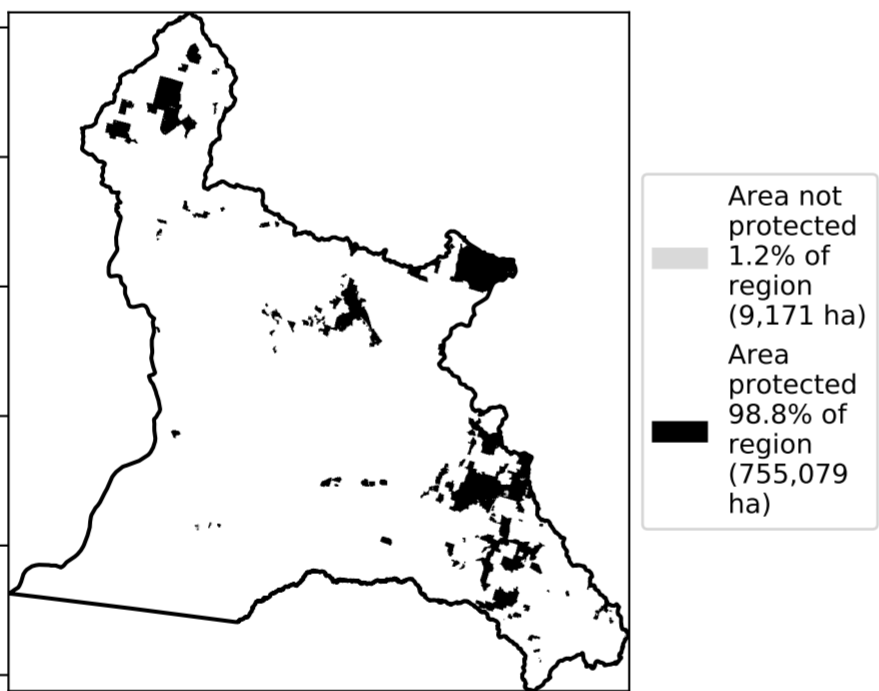 Area not
protected
1.2% of
region
(9,171 ha)
Area
protected
98.8% of
region
(755,079
ha)